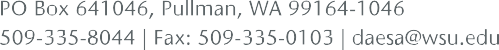 PO Box 641046, Pullman, WA 99164-1046
509-335-8044 | Fax: 509-335-0103 | daesa@wsu.edu